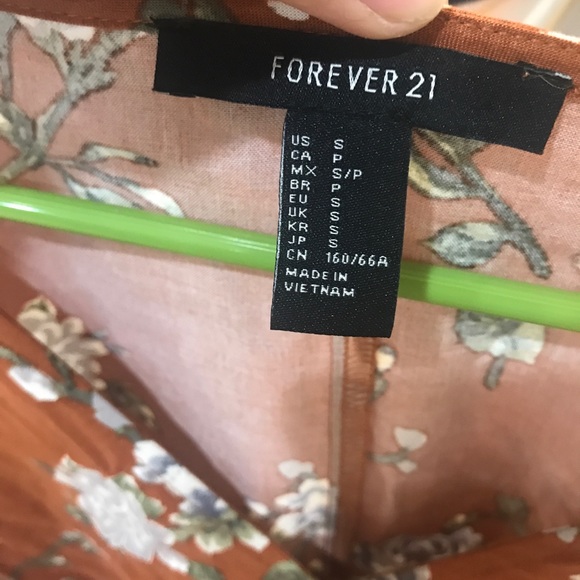 FOREVER 21
US S
CA P
MX S/P
BR P
EU S
UK S
KR S
JP S
CN 160/66A
MADE IN
VIETNAM